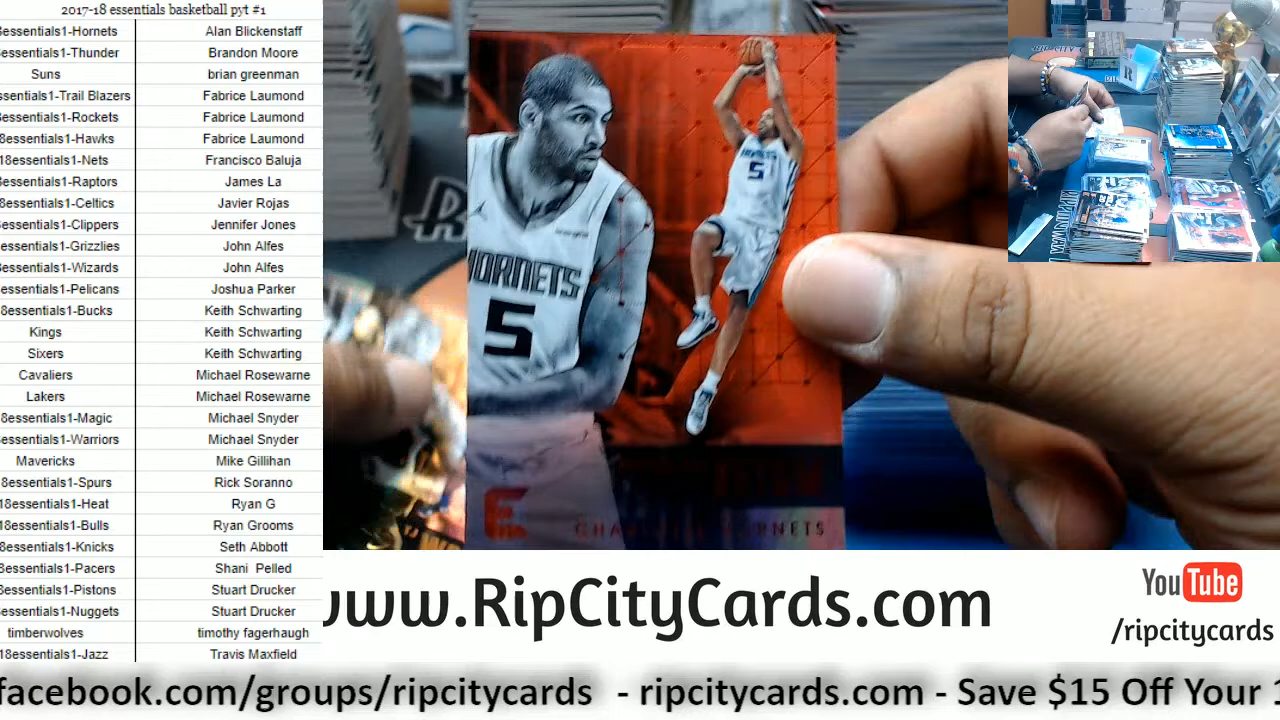 2017-18 essentials basketball pyt #1
8essentials1-Hornets Alan Blickenstaff
8essentials1-Thunder Brandon Moore
Suns brian greenman
ssentials1-Trail Blazers Fabrice Laumond
8essentials1-Rockets Fabrice Laumond
8essentials1-Hawks Fabrice Laumond
18essentials1-Nets Francisco Baluja
8essentials1-Raptors James La
8essentials1-Celtics Javier Rojas
8essentials1-Clippers Jennifer Jones
essentials1-Grizzlies John Alfes
8essentials1-Wizards John Alfes
essentials1-Pelicans Joshua Parker
8essentials1-Bucks Keith Schwarting
Kings Keith Schwarting
Sixers Keith Schwarting
Cavaliers Michael Rosewarne
Lakers Michael Rosewarne
8essentials1-Magic Michael Snyder
essentials1-Warriors Michael Snyder
Mavericks Mike Gillihan
18essentials1-Spurs Rick Soranno
18essentials1-Heat Ryan G
18essentials1-Bulls Ryan Grooms
8essentials1-Knicks Seth Abbott
8essentials1-Pacers Shani Pelled
8essentials1-Pistons Stuart Drucker
essentials1-Nuggets Stuart Drucker
timberwolves timothy fagerhaugh
18essentials1-Jazz Travis Maxfield
HORNETS
5
HORNETS
5
E
HORNETS
RIP CITY
www.RipCityCards.com
YouTube
/ripcitycards
facebook.com/groups/ripcitycards - ripcitycards.com - Save $15 Off Your